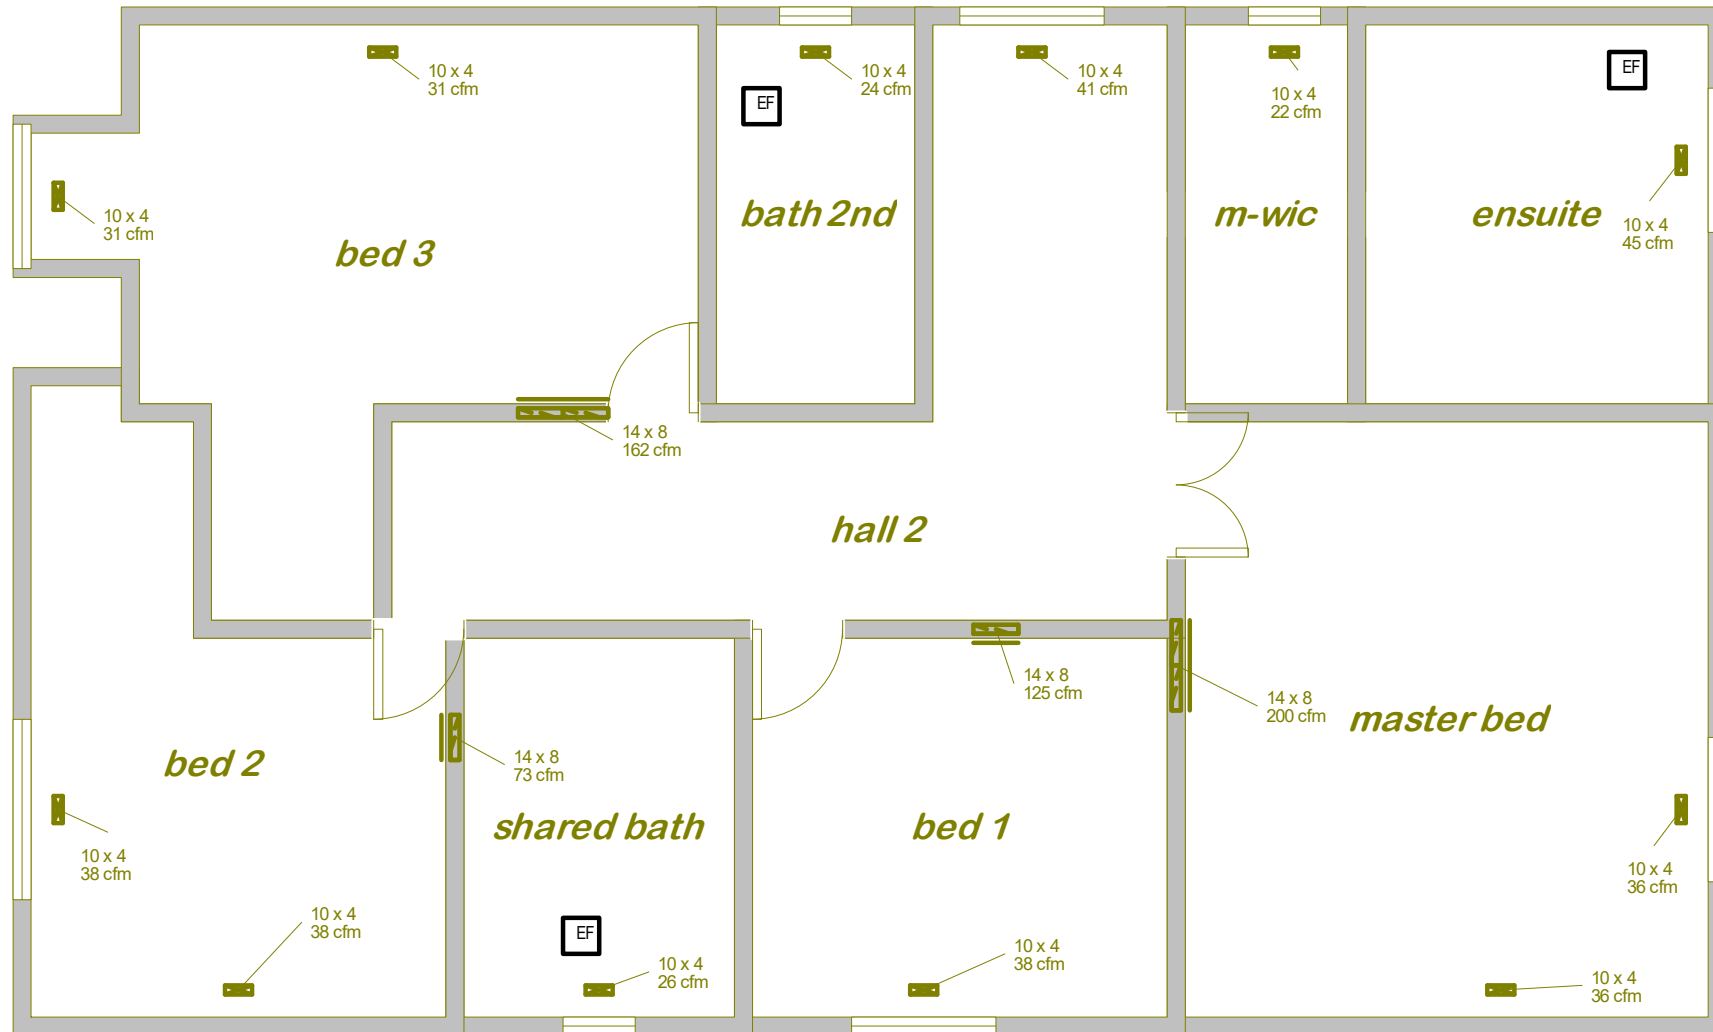 10 x 4
31 cfm
10 x 4
24 cfm
10 x 4
41 cfm
10 x 4
22 cfm
EF
EF
10 x 4
31 cfm
bed 3
bath 2nd
m-wic
ensuite
10 x 4
45 cfm
14 x 8
162 cfm
hall 2
14 x 8
125 cfm
14 x 8
200 cfm
master bed
bed 2
14 x 8
73 cfm
shared bath
bed 1
10 x 4
38 cfm
10 x 4
36 cfm
10 x 4
38 cfm
EF
10 x 4
26 cfm
10 x 4
38 cfm
10 x 4
36 cfm